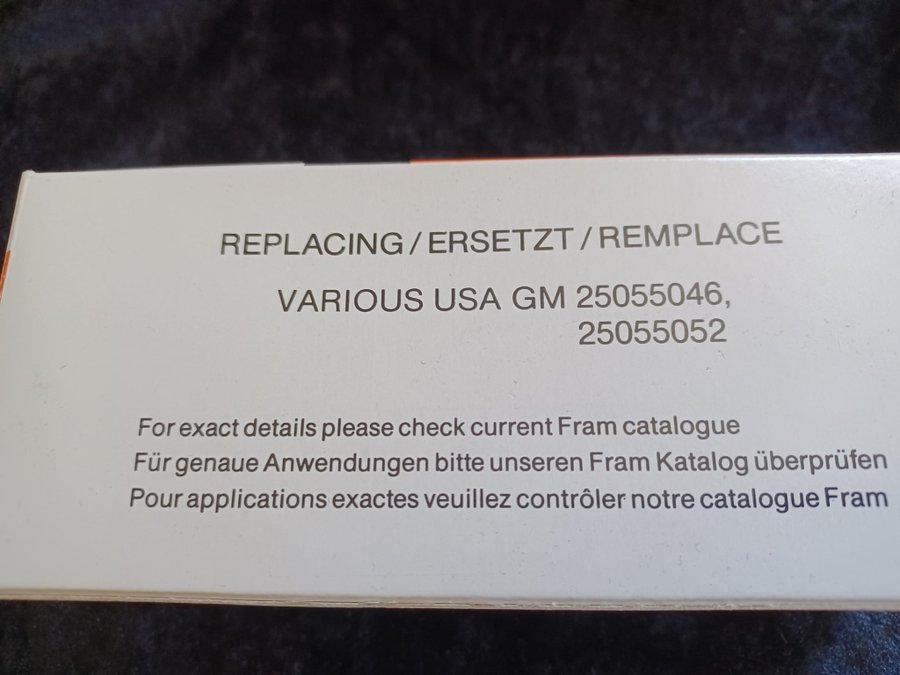 REPLACING / ERSETZT / REMPLACE
VARIOUS USA GM 25055046,
25055052
For exact details please check current Fram catalogue
Für genaue Anwendungen bitte unseren Fram Katalog überprüfen
Pour applications exactes veuillez contrôler notre catalogue Fram